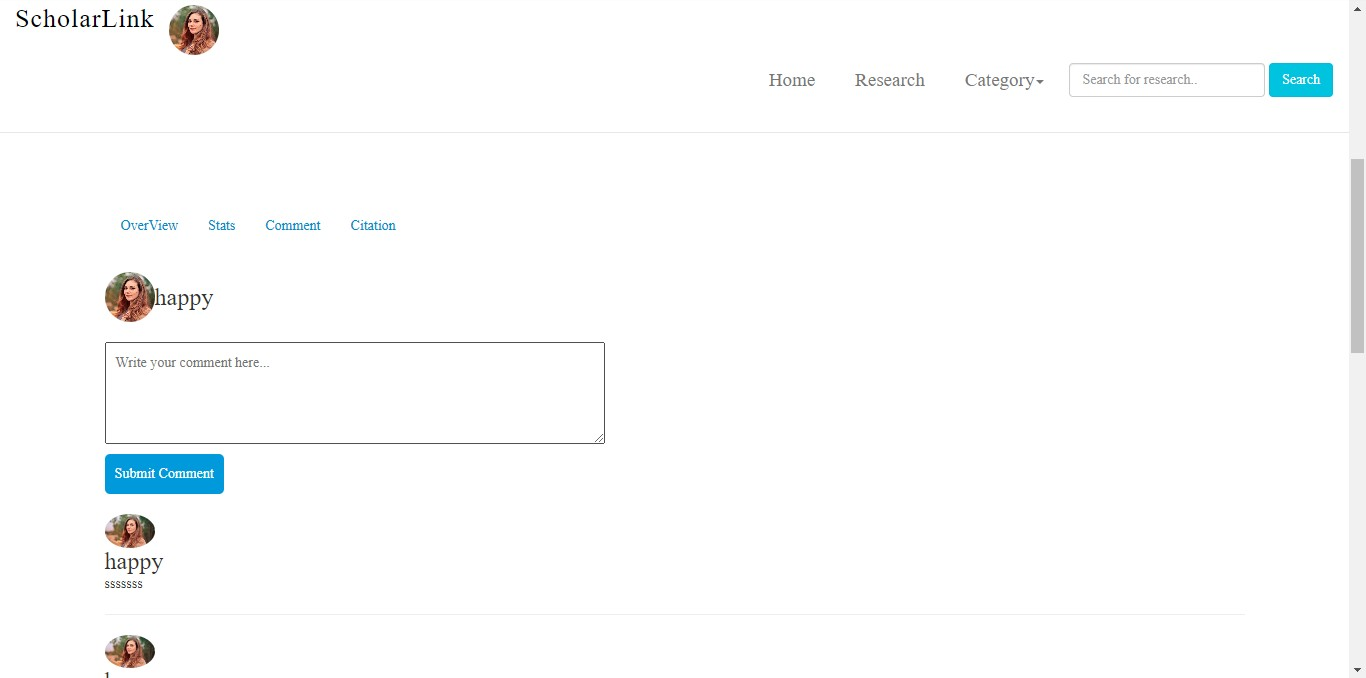 ScholarLink
Home Research Category Search for research.. Search
OverView Stats Comment Citation
happy
Write your comment here...
Submit Comment
happy
sssssss